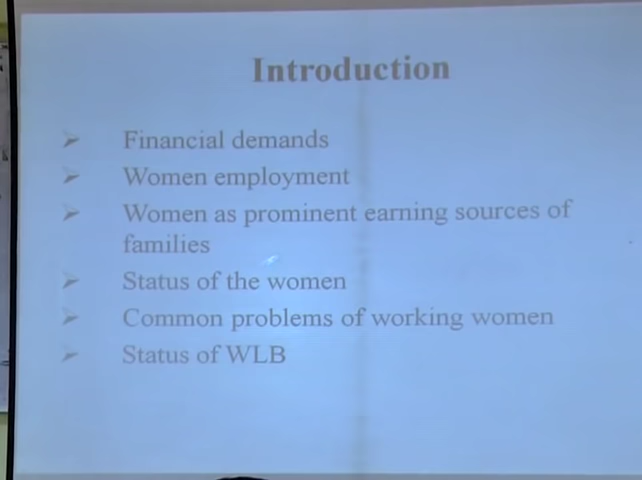 Introduction
Financial demands
Women employment
Women as prominent earning sources of
families
Status of the women
Common problems of working women
Status of WLB